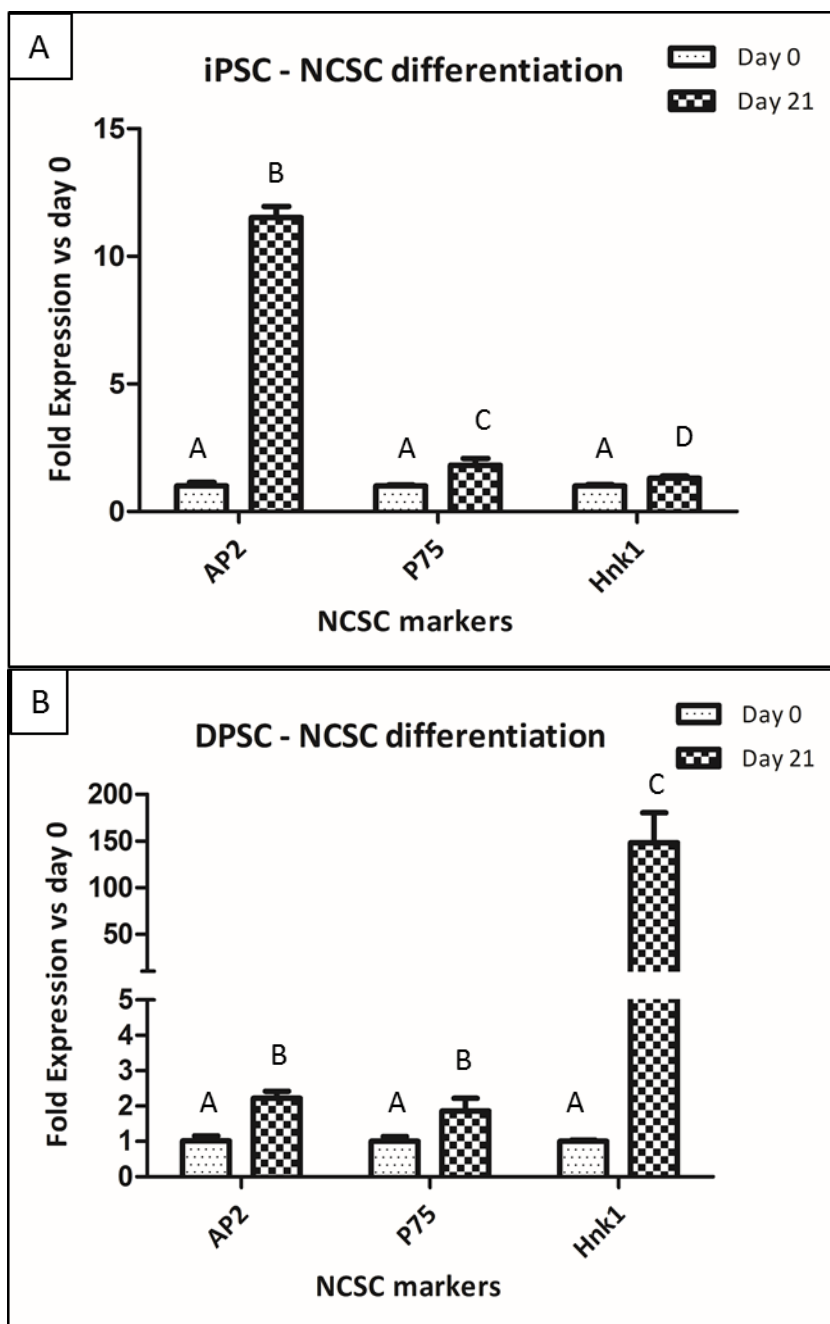 A
iPSC - NCSC differentiation
Day 0
Day 21
Fold Expression vs day 0
15
10
5
0
A
B
A
C
A
D
AP2
P75
Hnk1
NCSC markers
B
DPSC - NCSC differentiation
Day 0
Day 21
Fold Expression vs day 0
200
150
100
50
5
4
3
2
1
0
A
B
A
B
A
C
AP2
P75
Hnk1
NCSC markers